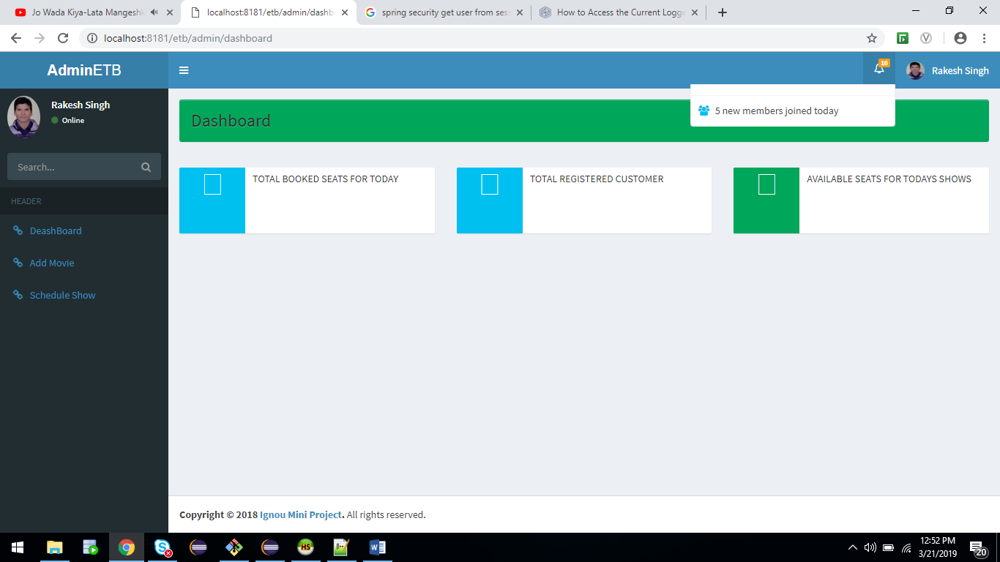 Jo Wada Kiya-Lata Mangeshk
localhost:8181/etb/admin/dashb
spring security get user from ses
How to Access the Current Logge
localhost:8181/etb/admin/dashboard
AdminETB
10
Rakesh Singh
Rakesh Singh
Online
Search...
HEADER
DeashBoard
Add Movie
Schedule Show
5 new members joined today
Dashboard
TOTAL BOOKED SEATS FOR TODAY
TOTAL REGISTERED CUSTOMER
AVAILABLE SEATS FOR TODAYS SHOWS
Copyright © 2018 Ignou Mini Project. All rights reserved.
HS
12:52 PM
3/21/2019
20